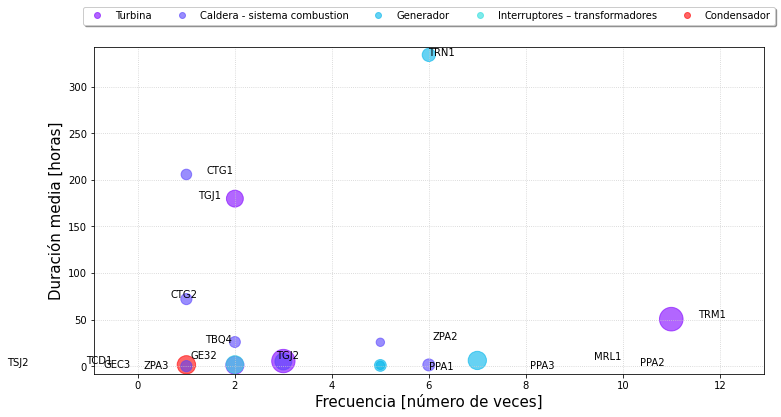 Turbina Caldera - sistema combustion Generador Interruptores – transformadores Condensador
TRN1
300
250
CTG1
200
TGJ1
150
100
CTG2
50
TRM1
TBQ4
ZPA2
TSJ2
TCD1
GEC3
ZPA3
GE32
TGJ2
PPA1
PPA3
MRL1
PPA2
0
0 2 4 6 8 10 12
Duración media [horas]
Frecuencia [número de veces]